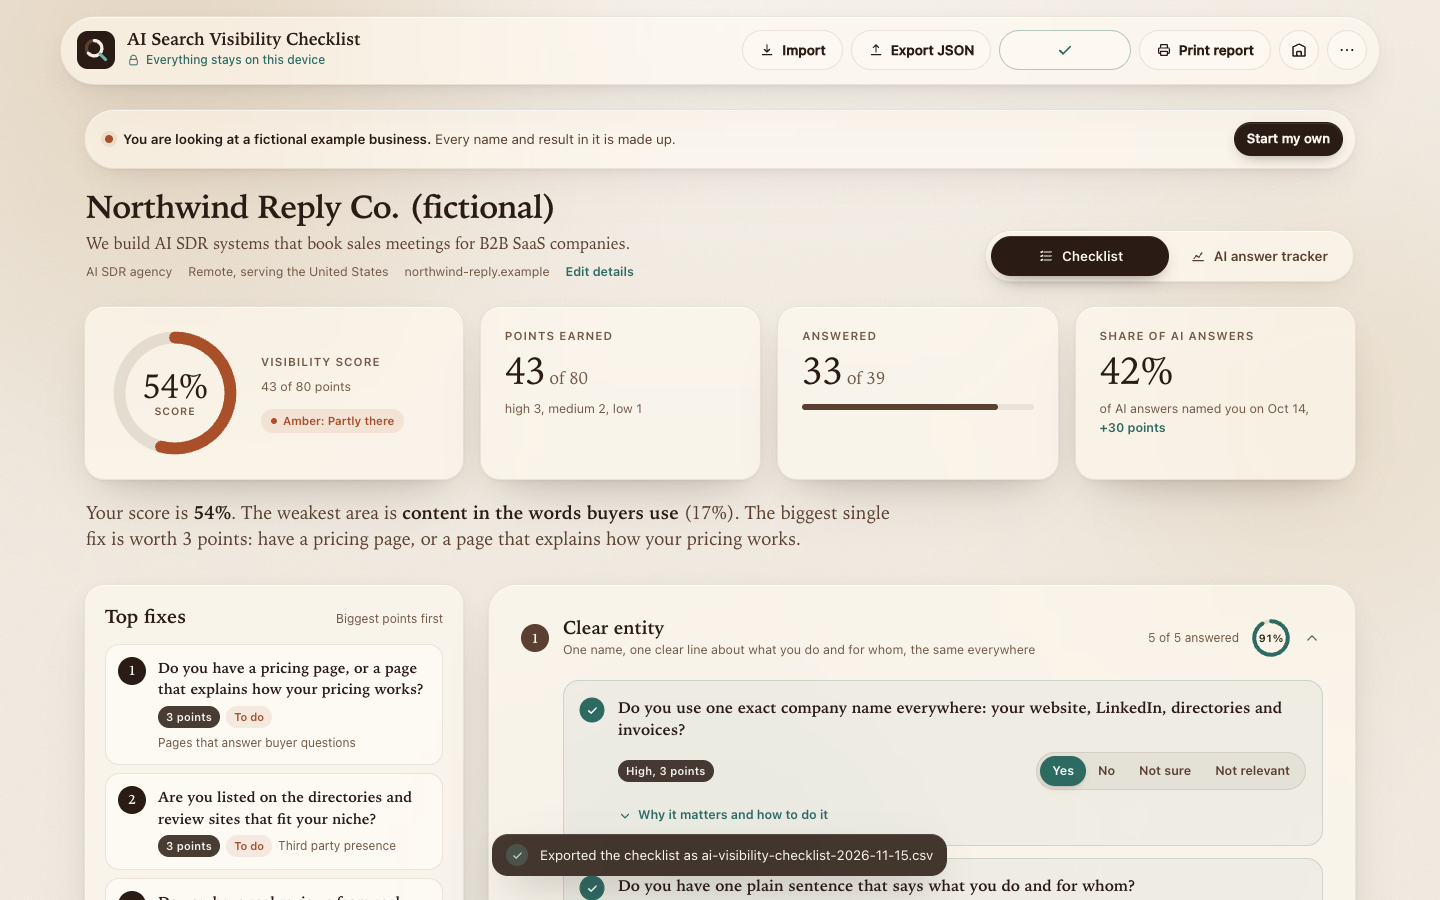 AI Search Visibility Checklist
Everything stays on this device
Import
Export JSON
Print report
You are looking at a fictional example business. Every name and result in it is made up.
Start my own
Northwind Reply Co. (fictional)
We build AI SDR systems that book sales meetings for B2B SaaS companies.
AI SDR agency Remote, serving the United States northwind-reply.example Edit details
Checklist
AI answer tracker
54%
SCORE
VISIBILITY SCORE
43 of 80 points
Amber: Partly there
POINTS EARNED
43 of 80
high 3, medium 2, low 1
ANSWERED
33 of 39
SHARE OF AI ANSWERS
42%
of AI answers named you on Oct 14,
+30 points
Your score is 54%. The weakest area is content in the words buyers use (17%). The biggest single
fix is worth 3 points: have a pricing page, or a page that explains how your pricing works.
Top fixes
Biggest points first
1
Do you have a pricing page, or a page
that explains how your pricing works?
3 points To do
Pages that answer buyer questions
2
Are you listed on the directories and
review sites that fit your niche?
3 points To do Third party presence
1
Clear entity
One name, one clear line about what you do and for whom, the same everywhere
5 of 5 answered
91%
Do you use one exact company name everywhere: your website, LinkedIn, directories and
invoices?
High, 3 points
Yes No Not sure Not relevant
Why it matters and how to do it
Exported the checklist as ai-visibility-checklist-2026-11-15.csv
Do you have one plain sentence that says what you do and for whom?